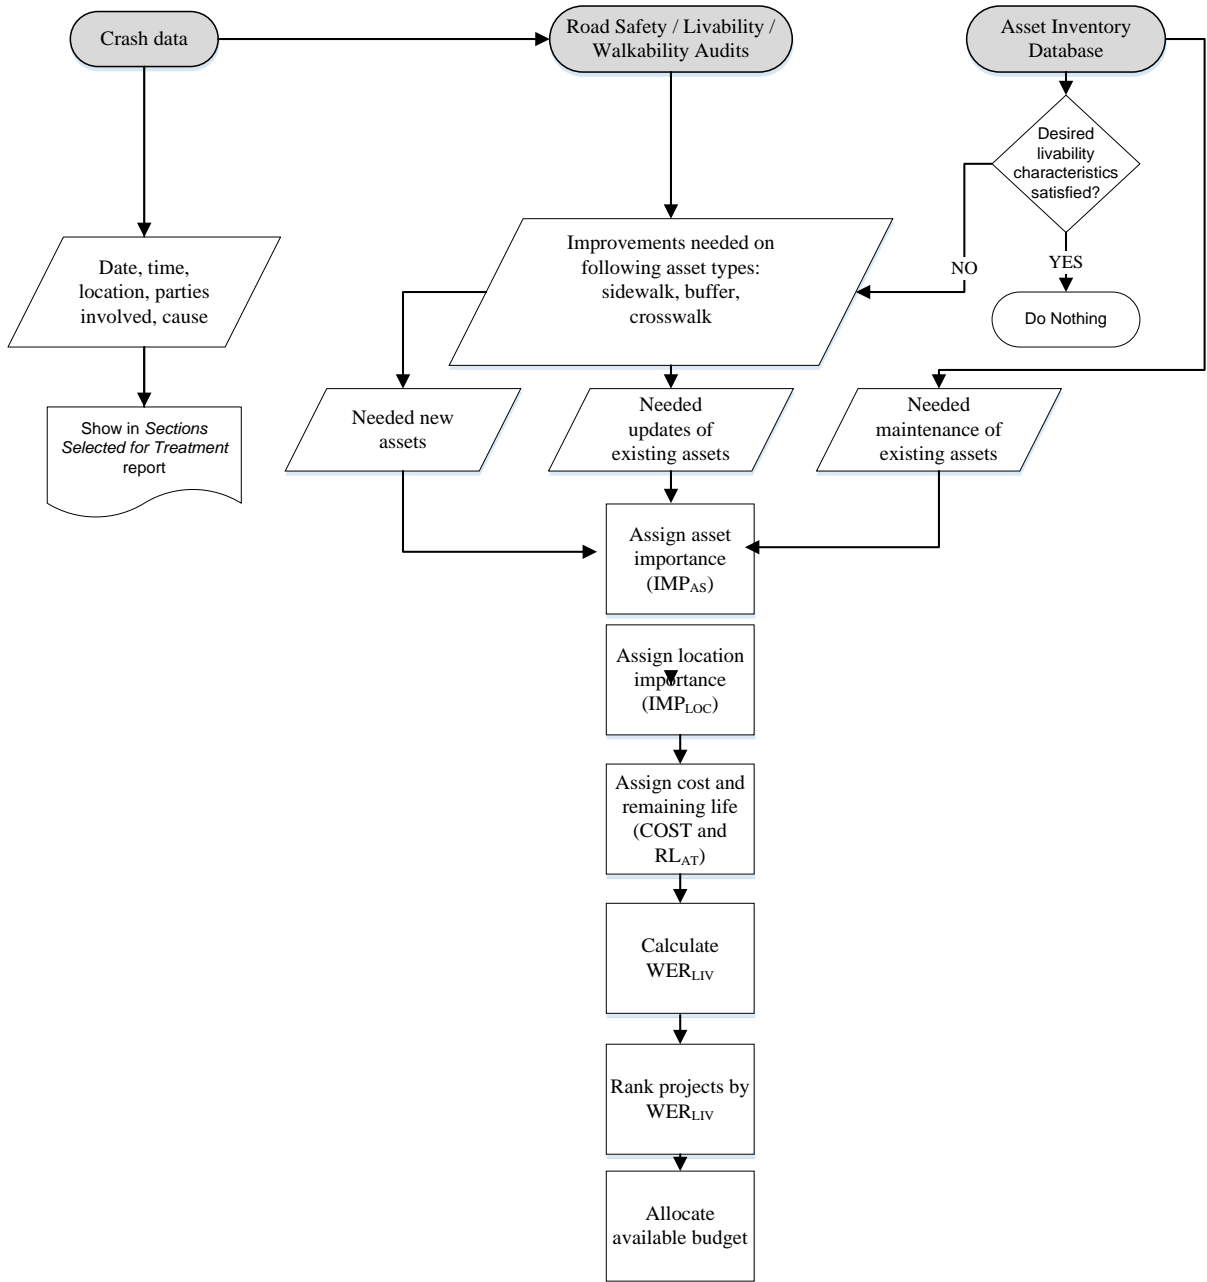 Crash data
Road Safety / Livability /
Walkability Audits
Asset Inventory
Database
Desired
livability
characteristics
satisfied?
NO
YES
Do Nothing
Date, time,
location, parties
involved, cause
Improvements needed on
following asset types:
sidewalk, buffer,
crosswalk
Show in Sections
Selected for Treatment
report
Needed new
assets
Needed
updates of
existing assets
Needed
maintenance of
existing assets
Assign asset
importance
(IMPAS)
Assign location
importance
(IMPLOC)
Assign cost and
remaining life
(COST and
RLAT)
Calculate
WERLIV
Rank projects by
WERLIV
Allocate
available budget